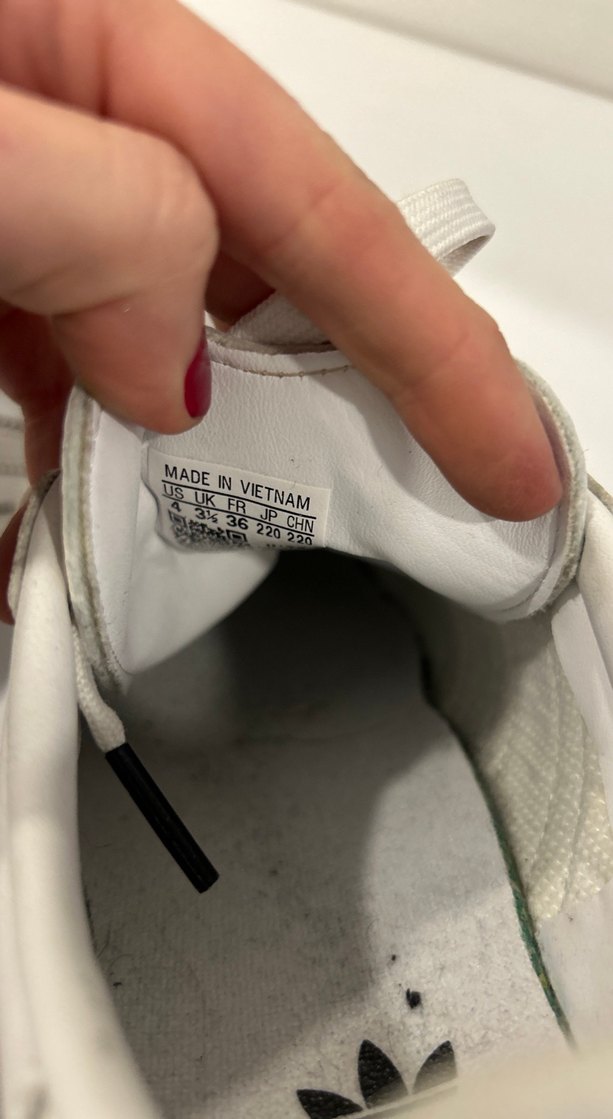 MADE IN VIETNAM
US UK FR JP CHN
4 3½ 36 220 220